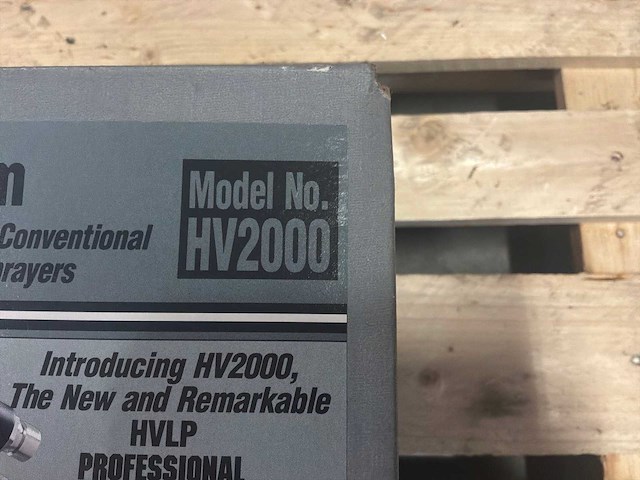 Model No.
HV2000
Conventional
Introducing HV2000,
The New and Remarkable
HVLP
PROFESSIONAL